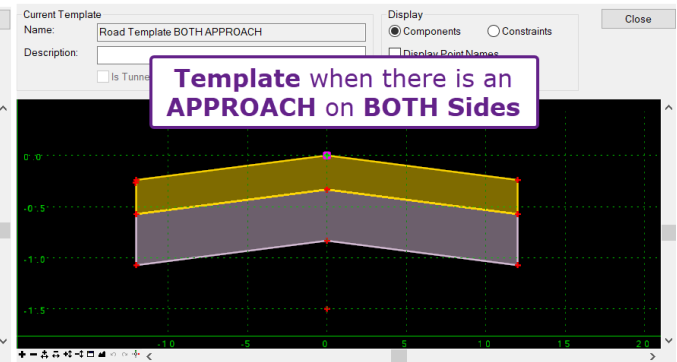 Current Template
Display
Close
Name:
Road Template BOTH APPROACH
Components
Constraints
Description:
Display Point Names
Is Tunne
Template when there is an
APPROACH on BOTH Sides
0.0
-0.5
-1.0
-1.5
-10 -5 0 5 10 15 20